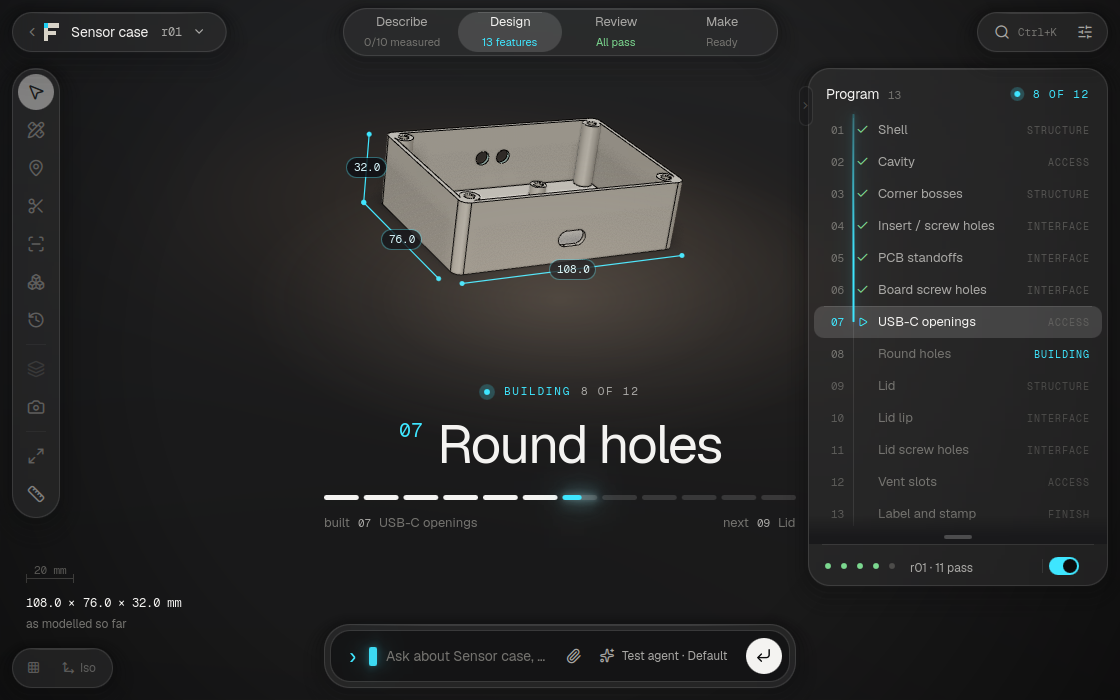 Sensor case r01
Describe
0/10 measured
Design
13 features
Review
All pass
Make
Ready
Ctrl+K
32.0
76.0
108.0
Program 13
8 OF 12
01 Shell STRUCTURE
02 Cavity ACCESS
03 Corner bosses STRUCTURE
04 Insert / screw holes INTERFACE
05 PCB standoffs INTERFACE
06 Board screw holes INTERFACE
07 USB-C openings ACCESS
08 Round holes BUILDING
09 Lid STRUCTURE
10 Lid lip INTERFACE
11 Lid screw holes INTERFACE
12 Vent slots ACCESS
13 Label and stamp FINISH
r01 · 11 pass
BUILDING 8 OF 12
07 Round holes
built 07 USB-C openings
next 09 Lid
20 mm
108.0 × 76.0 × 32.0 mm
as modelled so far
Iso
Ask about Sensor case, …
Test agent · Default